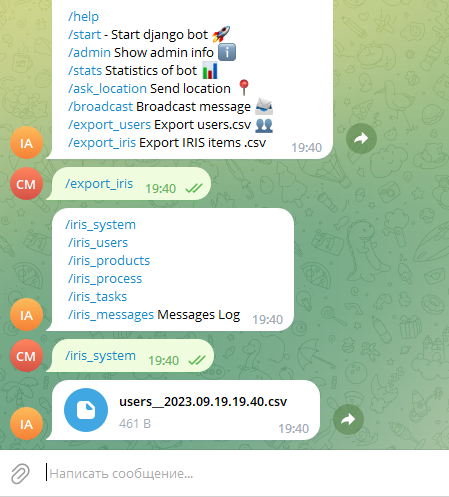 /help
/start - Start django bot 🚀
/admin Show admin info ℹ️
/stats Statistics of bot 📊
/ask_location Send location 📍
/broadcast Broadcast message 📨
/export_users Export users.csv 👥
/export_iris Export IRIS items .csv
IA
19:40
CM
/export_iris
19:40
/iris_system
/iris_users
/iris_products
/iris_process
/iris_tasks
/iris_messages Messages Log
IA
19:40
CM
/iris_system
19:40
users__2023.09.19.19.40.csv
461 B
IA
19:40
Написать сообщение...